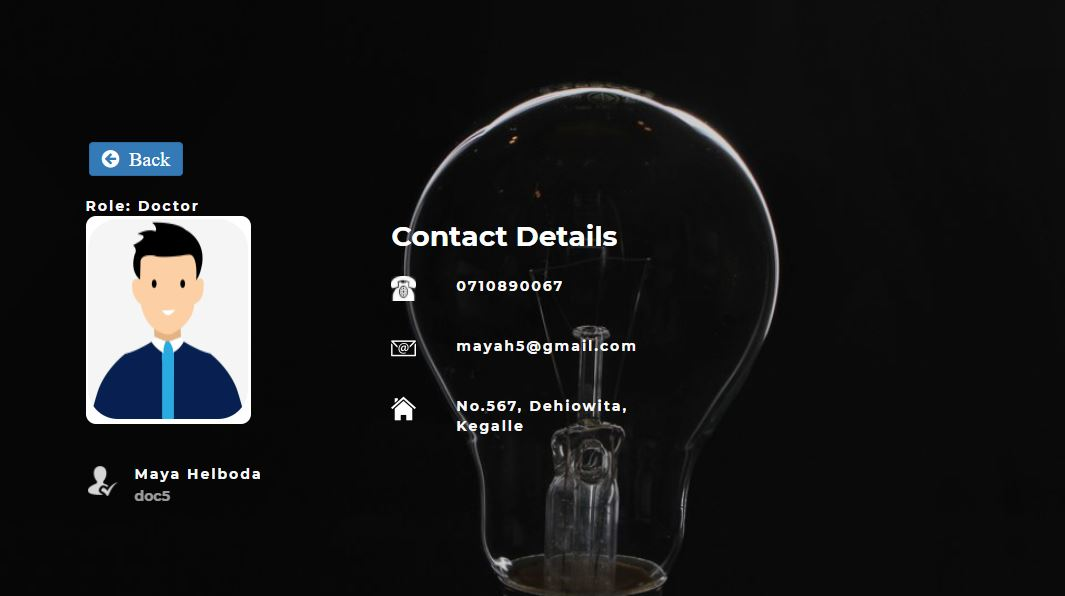 Back
Role: Doctor
Contact Details
0710890067
mayah5@gmail.com
No.567, Dehiowita,
Kegalle
Maya Helboda
doc5